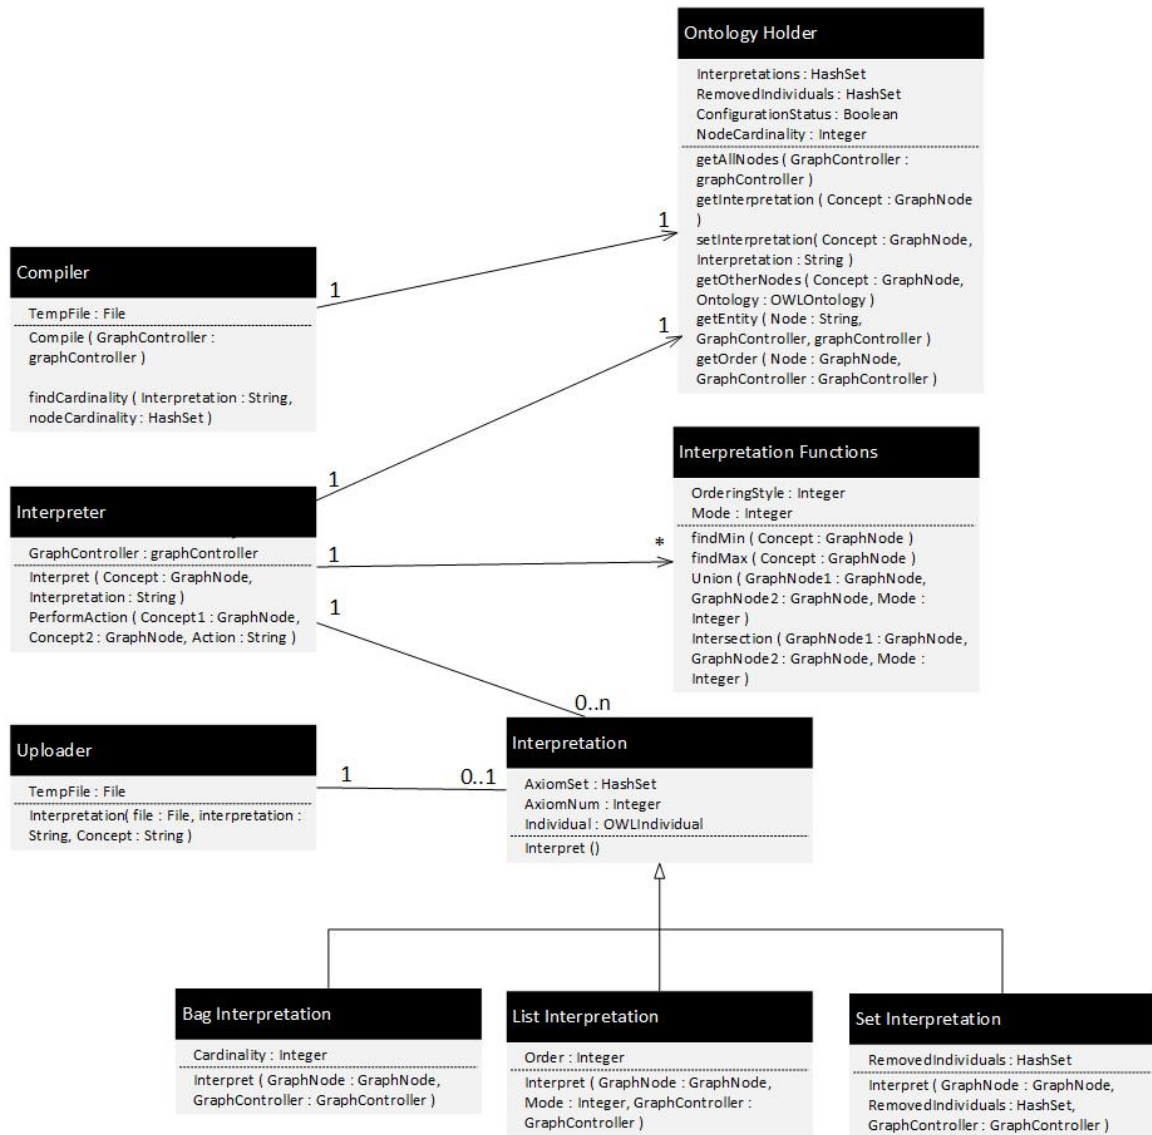 Ontology Holder
Interpretations : HashSet
RemovedIndividuals : HashSet
ConfigurationStatus : Boolean
NodeCardinality : Integer
getAllNodes ( GraphController :
graphController )
getInterpretation ( Concept : GraphNode
)
setInterpretation( Concept : GraphNode,
Interpretation : String )
getOtherNodes ( Concept : GraphNode,
Ontology : OWLOntology )
getEntity ( Node : String,
GraphController, graphController )
getOrder ( Node : GraphNode,
GraphController : GraphController )
1
1
Compiler
TempFile : File
Compile ( GraphController :
graphController )
findCardinality ( Interpretation : String,
nodeCardinality : HashSet )
1
1
Interpretation Functions
OrderingStyle : Integer
Mode : Integer
findMin ( Concept : GraphNode )
findMax ( Concept : GraphNode )
Union ( GraphNode1 : GraphNode,
GraphNode2 : GraphNode, Mode :
Integer )
Intersection ( GraphNode1 : GraphNode,
GraphNode2 : GraphNode, Mode :
Integer )
Interpreter
GraphController : graphController
Interpret ( Concept : GraphNode,
Interpretation : String )
PerformAction ( Concept1 : GraphNode,
Concept2 : GraphNode, Action : String )
1
*
1
0..n
Uploader
TempFile : File
Interpretation( file : File, interpretation :
String, Concept : String )
1
0..1
Interpretation
AxiomSet : HashSet
AxiomNum : Integer
Individual : OWLIndividual
Interpret ()
Bag Interpretation
Cardinality : Integer
Interpret ( GraphNode : GraphNode,
GraphController : GraphController )
List Interpretation
Order : Integer
Interpret ( GraphNode : GraphNode,
Mode : Integer, GraphController :
GraphController )
Set Interpretation
RemovedIndividuals : HashSet
Interpret ( GraphNode : GraphNode,
RemovedIndividuals : HashSet,
GraphController : GraphController )